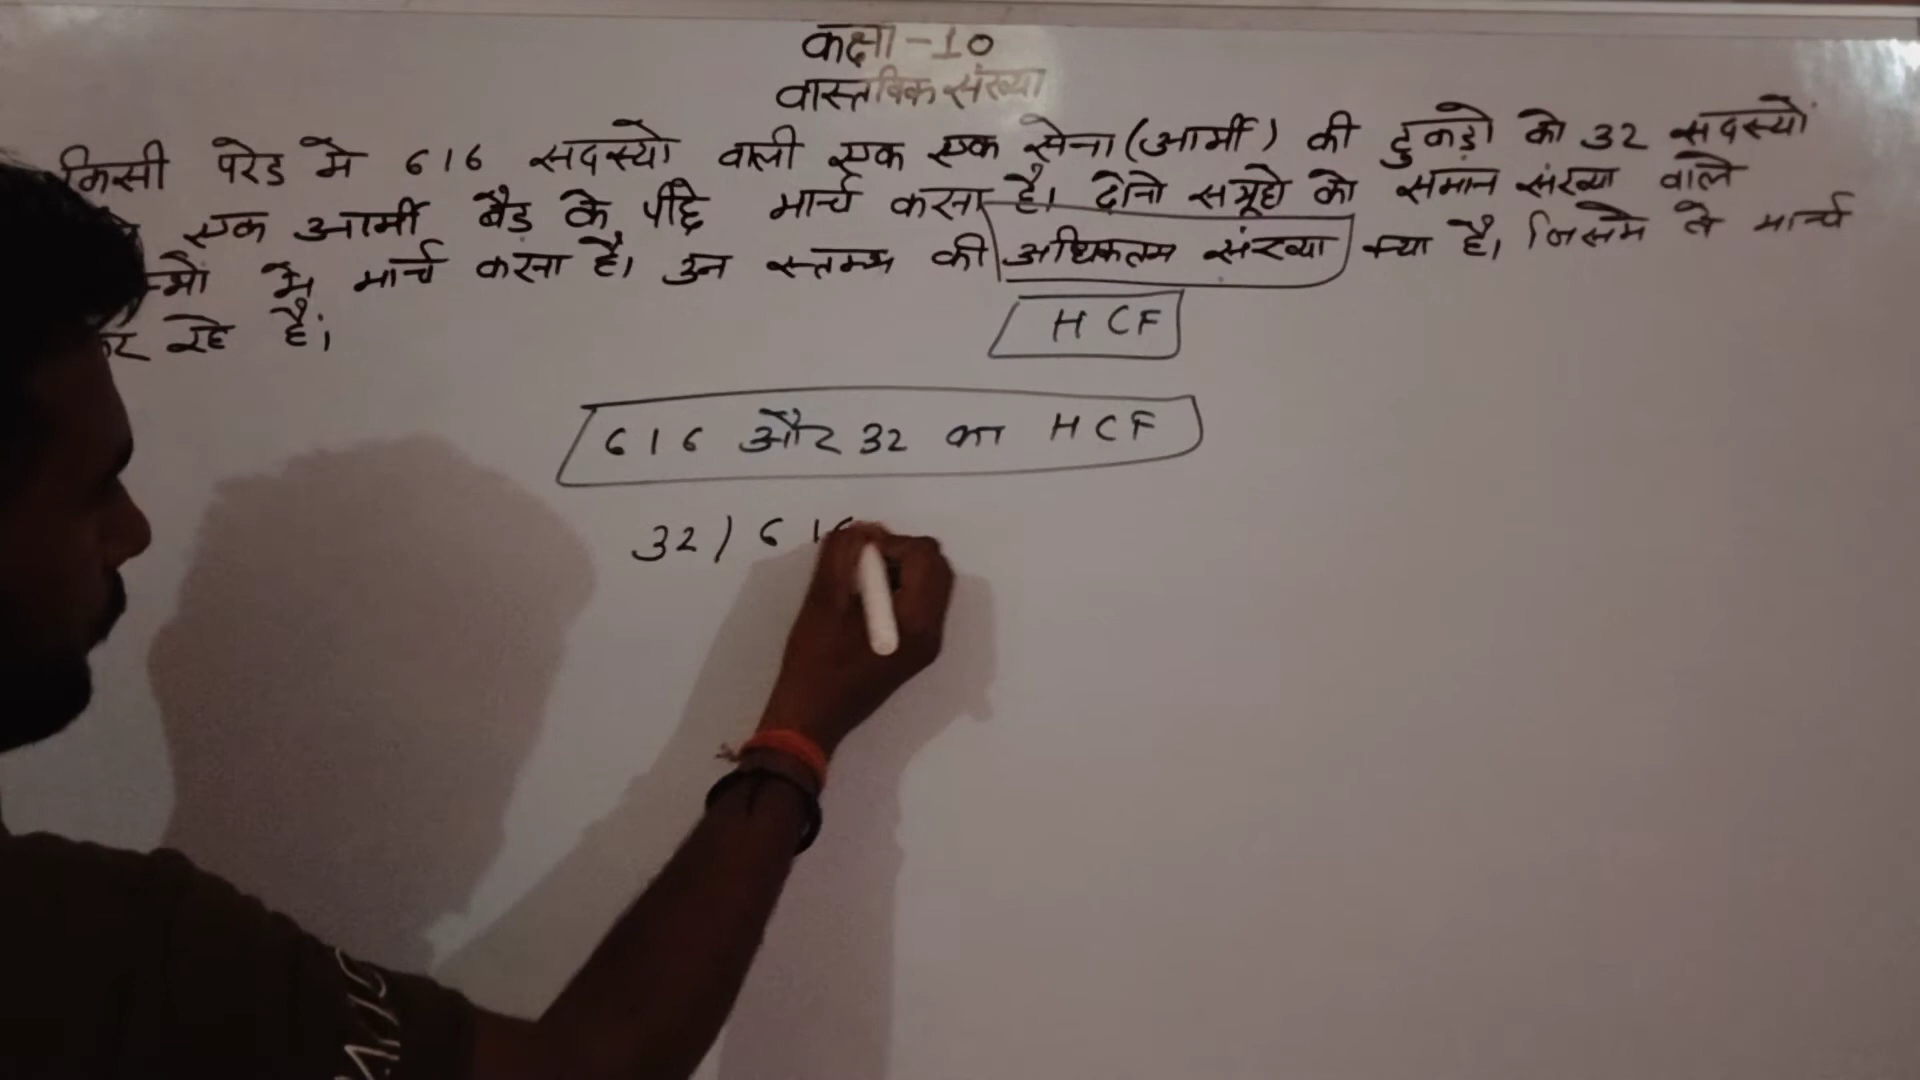 कक्षा - 10
वास्तविक संख्या
किसी परेड मे 616 सदस्यो वाली एक एक सेना (आर्मी) की टुकड़ो को 32 सदस्यों
एक आर्मी बैंड के पीछे मार्च करना है। दोनो समूहो को समान संख्या वाले
मे मार्च करना है। उन स्तम्भ की अधिकतम संख्या क्या है, जिसमे वे मार्च
कर रहे है।
HCF
616 और 32 का HCF
32 ) 616